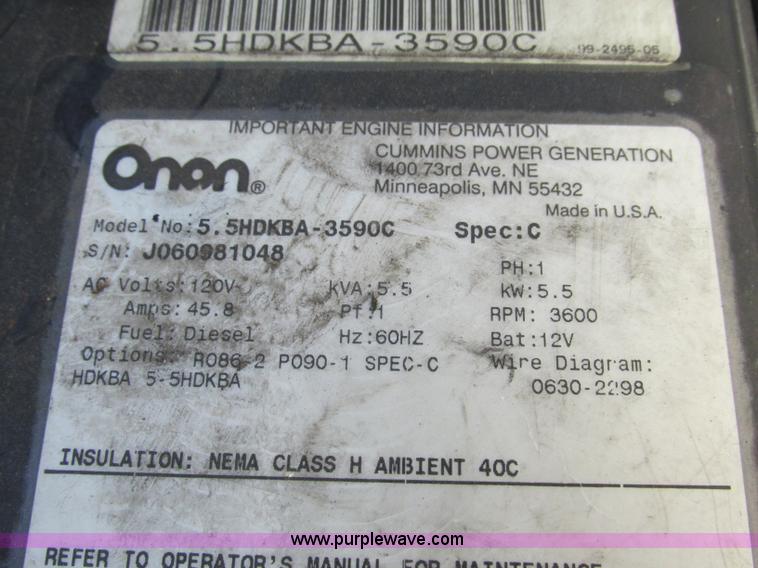 5.5HDKBA-3590C 99-2495-05
IMPORTANT ENGINE INFORMATION
Onan®
CUMMINS POWER GENERATION
1400 73rd Ave. NE
Minneapolis, MN 55432
Made in U.S.A.
Model No: 5.5HDKBA-3590C Spec:C
S/N: J060981048
PH:1
AC Volts:120V KVA:5.5 kW:5.5
Amps:45.8 Pf:1 RPM: 3600
Fuel: Diesel Hz:60HZ Bat:12V
Options: R086-2 P090-1 SPEC-C Wire Diagram:
HDKBA 5-5HDKBA 0630-2298
INSULATION: NEMA CLASS H AMBIENT 40C
www.purplewave.com
REFER TO OPERATOR'S MANUAL FOR MAINTENANCE